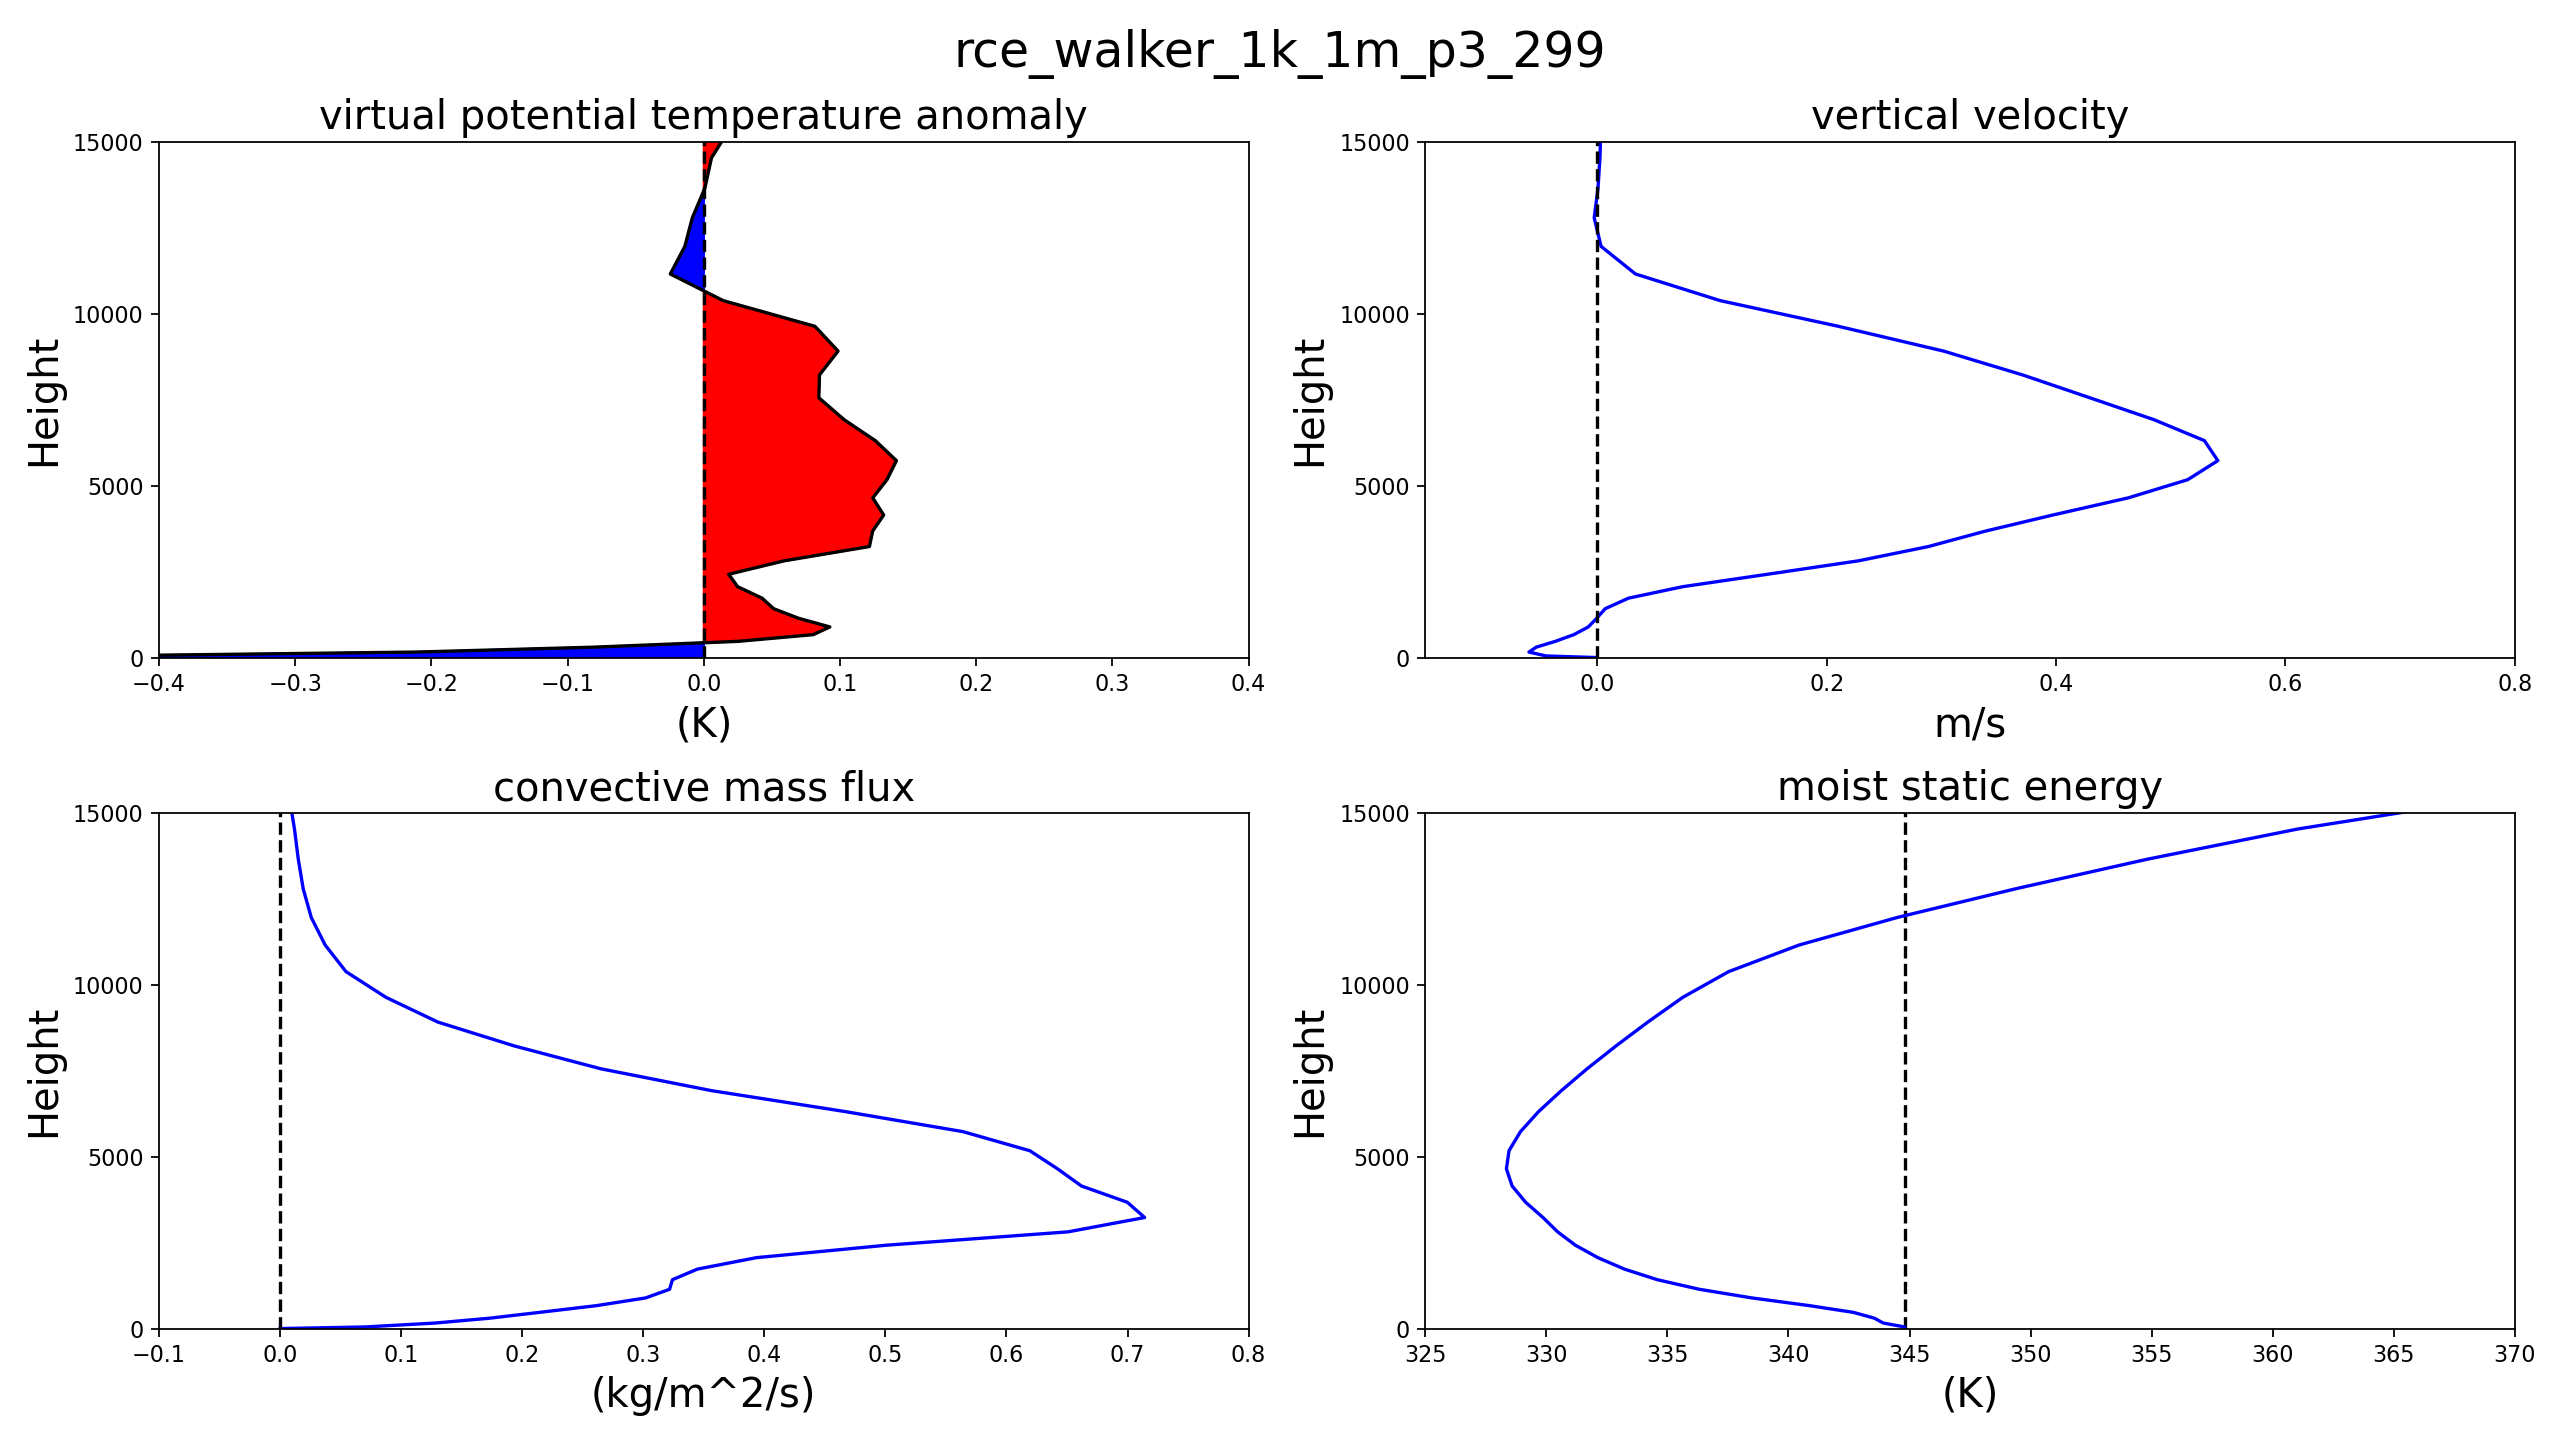 rce_walker_1k_1m_p3_299
virtual potential temperature anomaly
15000
10000
5000
0
Height
−0.4 −0.3 −0.2 −0.1 0.0 0.1 0.2 0.3 0.4
(K)
vertical velocity
15000
10000
5000
0
Height
0.0 0.2 0.4 0.6 0.8
m/s
convective mass flux
15000
10000
5000
0
Height
−0.1 0.0 0.1 0.2 0.3 0.4 0.5 0.6 0.7 0.8
(kg/m^2/s)
moist static energy
15000
10000
5000
0
Height
325 330 335 340 345 350 355 360 365 370
(K)